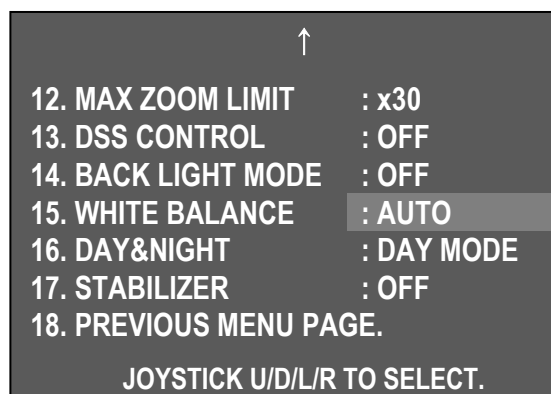 ↑
12. MAX ZOOM LIMIT : x30
13. DSS CONTROL : OFF
14. BACK LIGHT MODE : OFF
15. WHITE BALANCE : AUTO
16. DAY&NIGHT : DAY MODE
17. STABILIZER : OFF
18. PREVIOUS MENU PAGE.
JOYSTICK U/D/L/R TO SELECT.